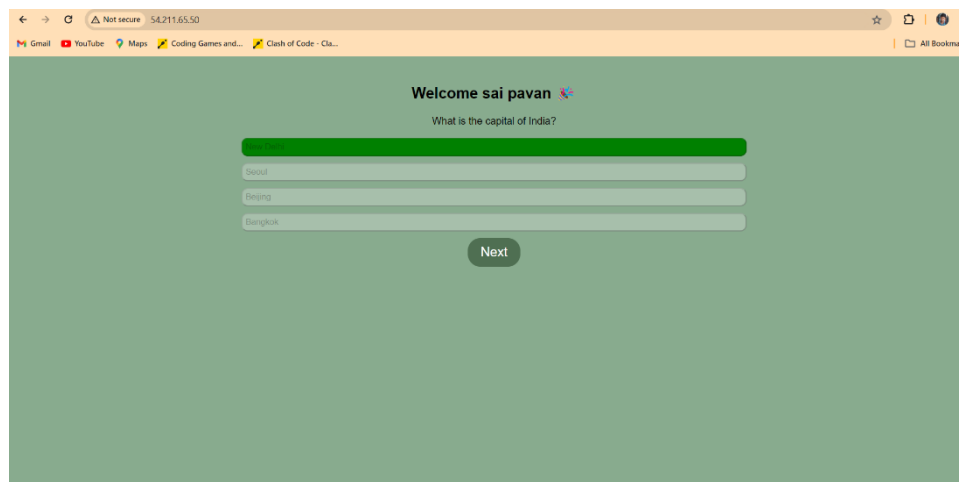 Not secure 54.211.65.50
Gmail YouTube Maps Coding Games and... Clash of Code - Cla... All Bookma
Welcome sai pavan 🎉
What is the capital of India?
New Delhi
Seoul
Beijing
Bangkok
Next